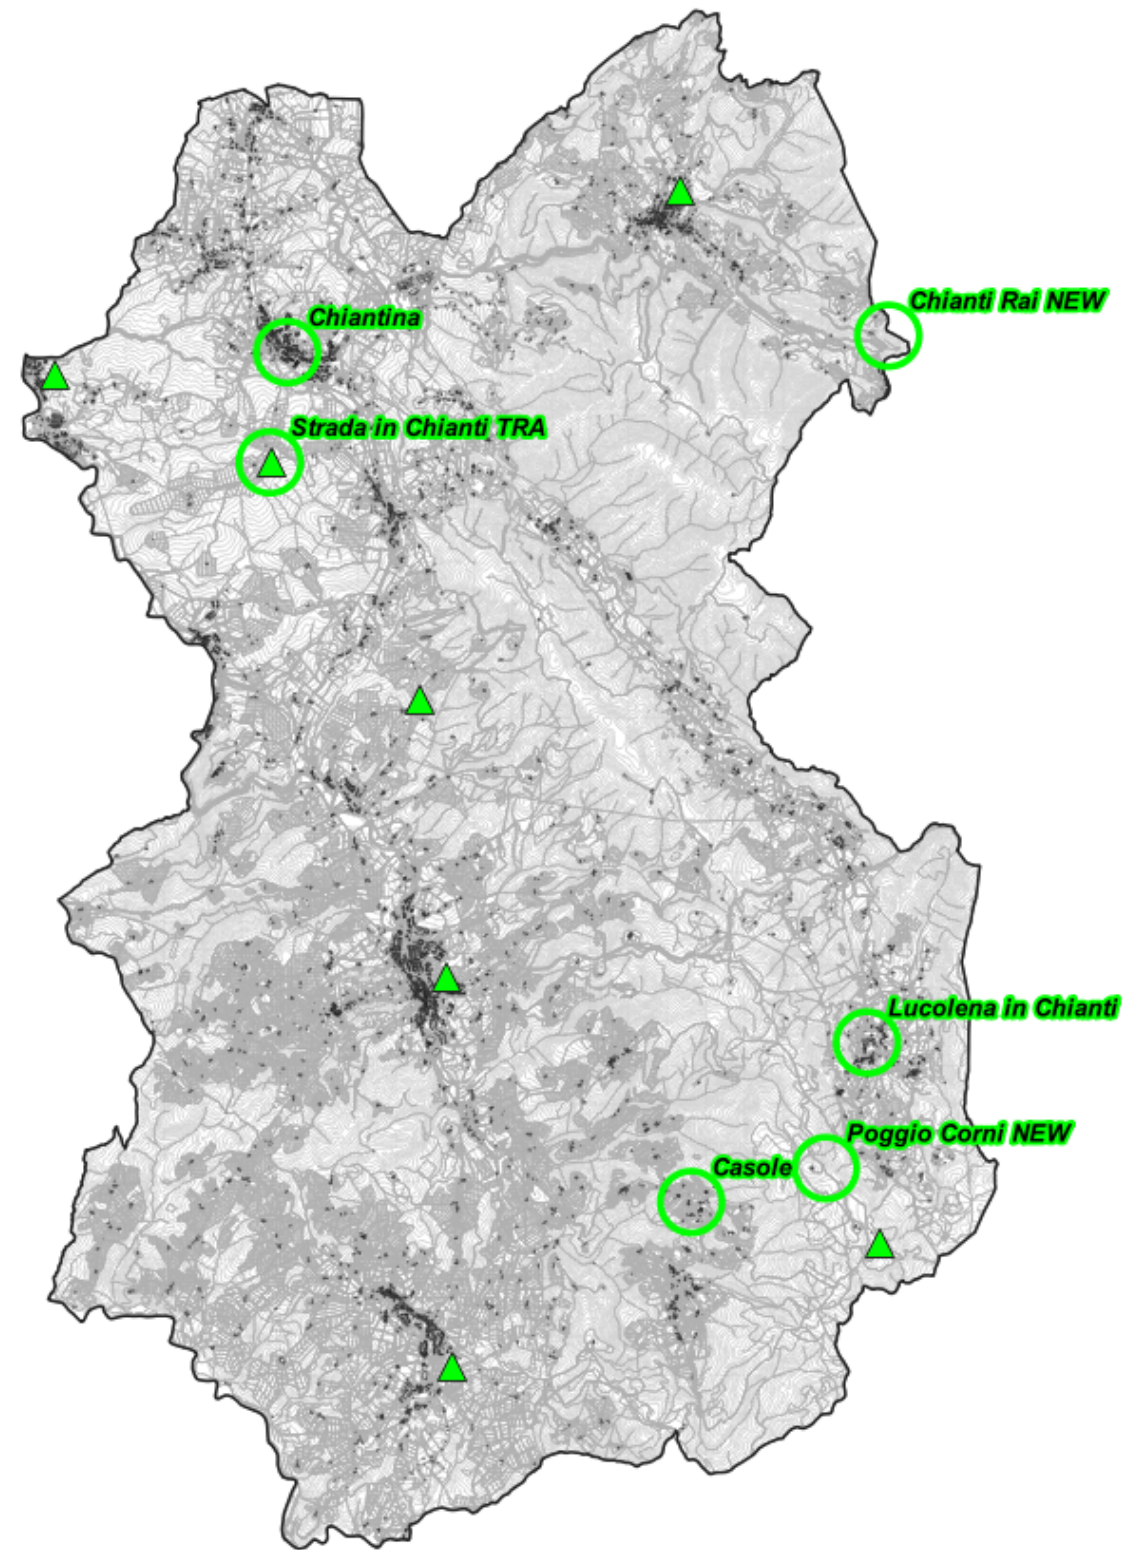 Chianti Rai NEW
Chiantina
Strada in Chianti TRA
Lucolena in Chianti
Poggio Corni NEW
Casole